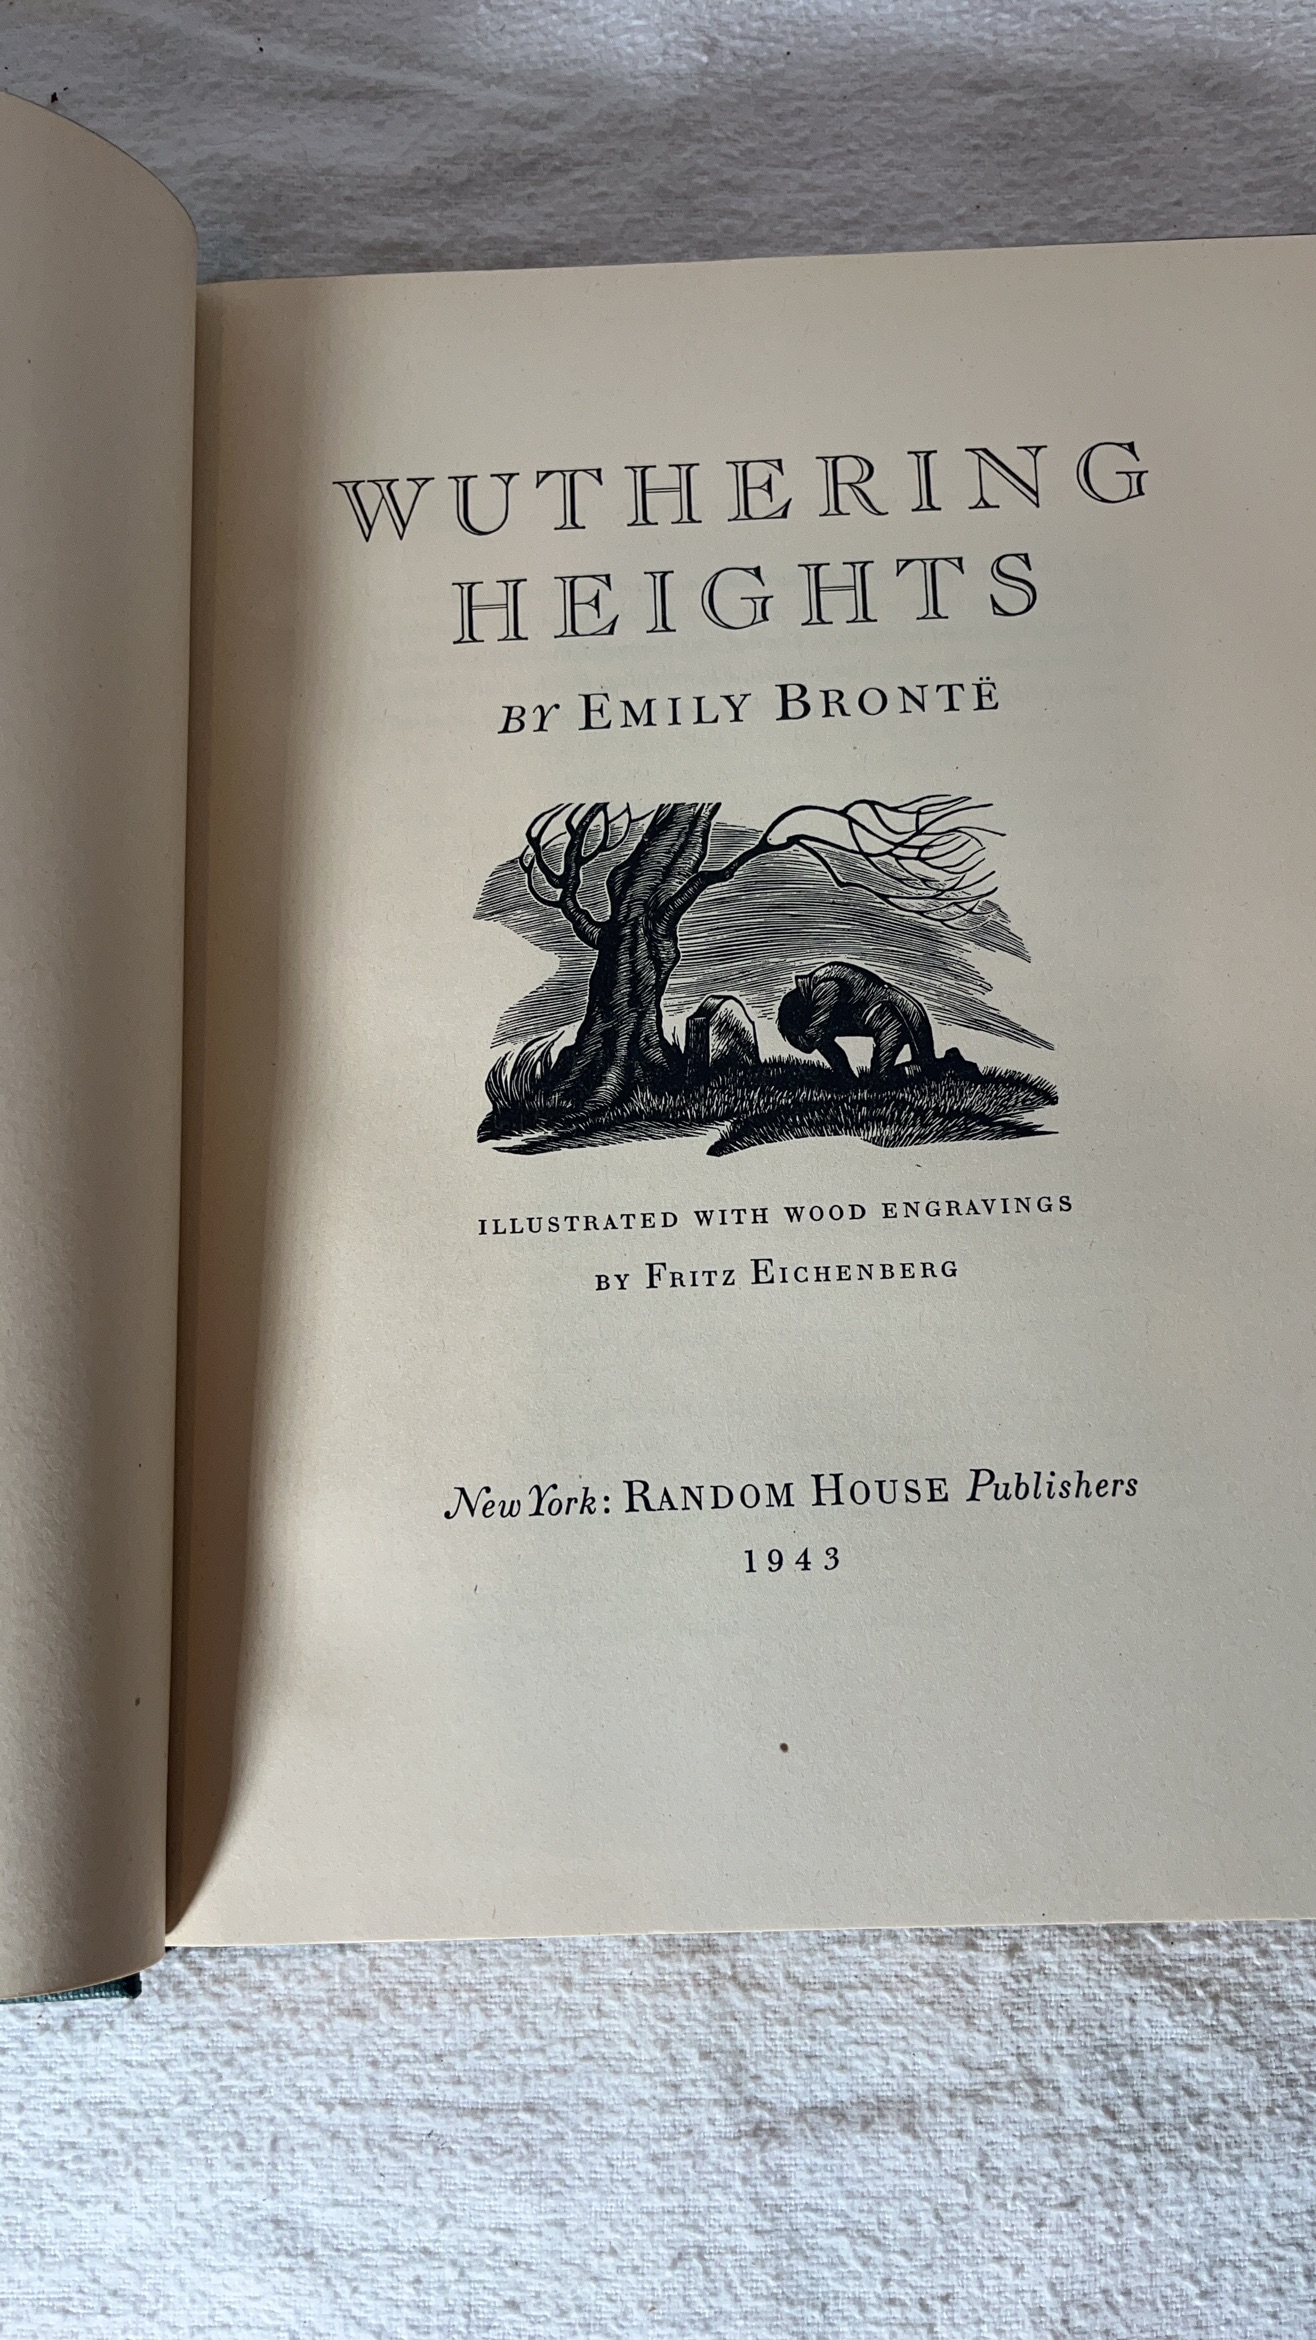 WUTHERING
HEIGHTS
BY EMILY BRONTË
ILLUSTRATED WITH WOOD ENGRAVINGS
BY FRITZ EICHENBERG
New York: RANDOM HOUSE Publishers
1943